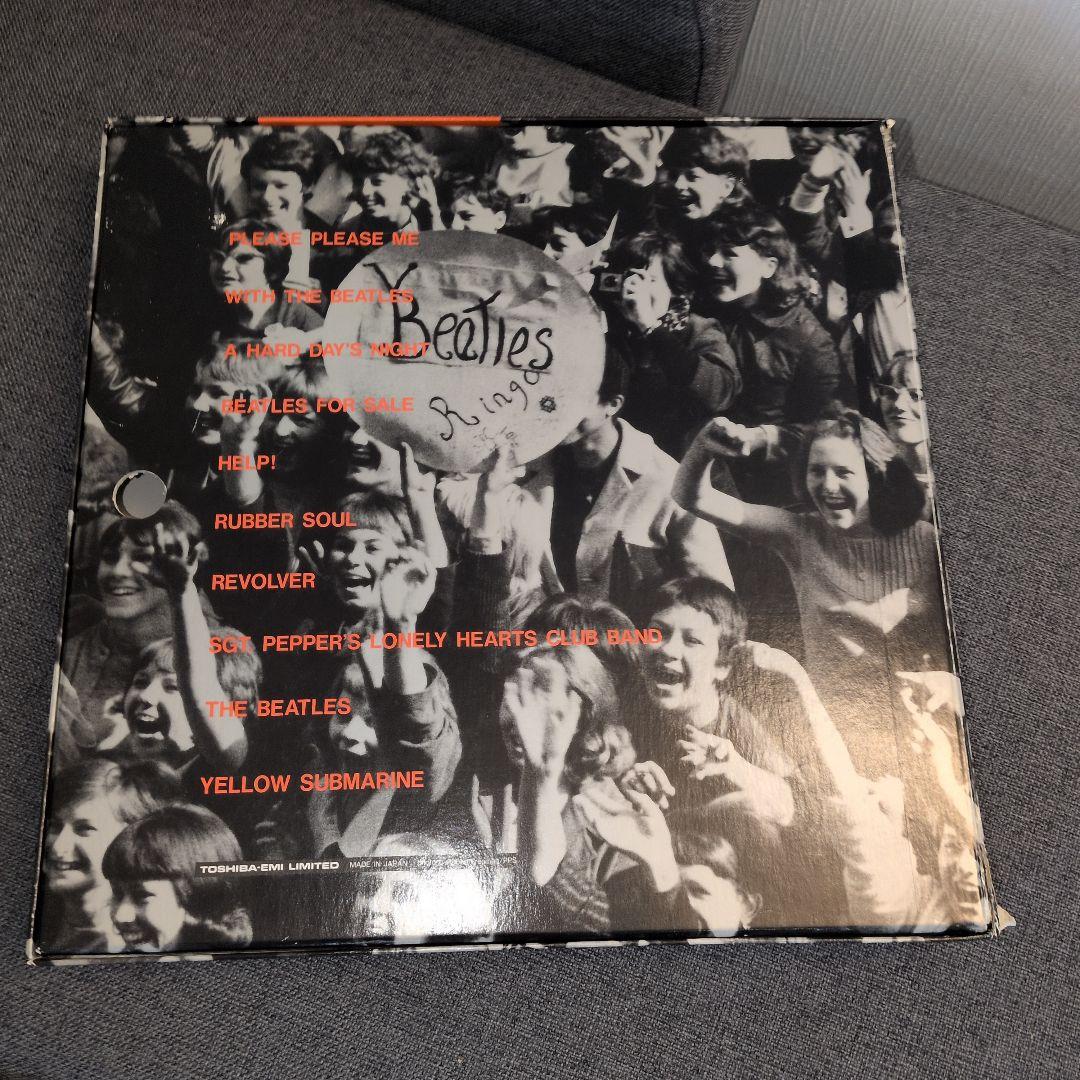 PLEASE PLEASE ME
WITH THE BEATLES
A HARD DAY'S NIGHT
BEATLES FOR SALE
HELP!
RUBBER SOUL
REVOLVER
SGT. PEPPER'S LONELY HEARTS CLUB BAND
THE BEATLES
YELLOW SUBMARINE
Beatles
Ringo
TOSHIBA-EMI LIMITED MADE IN JAPAN